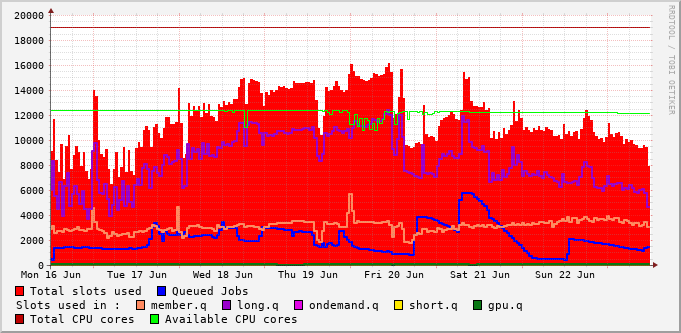 20000
18000
16000
14000
12000
10000
8000
6000
4000
2000
0
Mon 16 Jun Tue 17 Jun Wed 18 Jun Thu 19 Jun Fri 20 Jun Sat 21 Jun Sun 22 Jun
Total slots used Queued Jobs
Slots used in : member.q long.q ondemand.q short.q gpu.q
Total CPU cores Available CPU cores
RRDTOOL / TOBI OETIKER